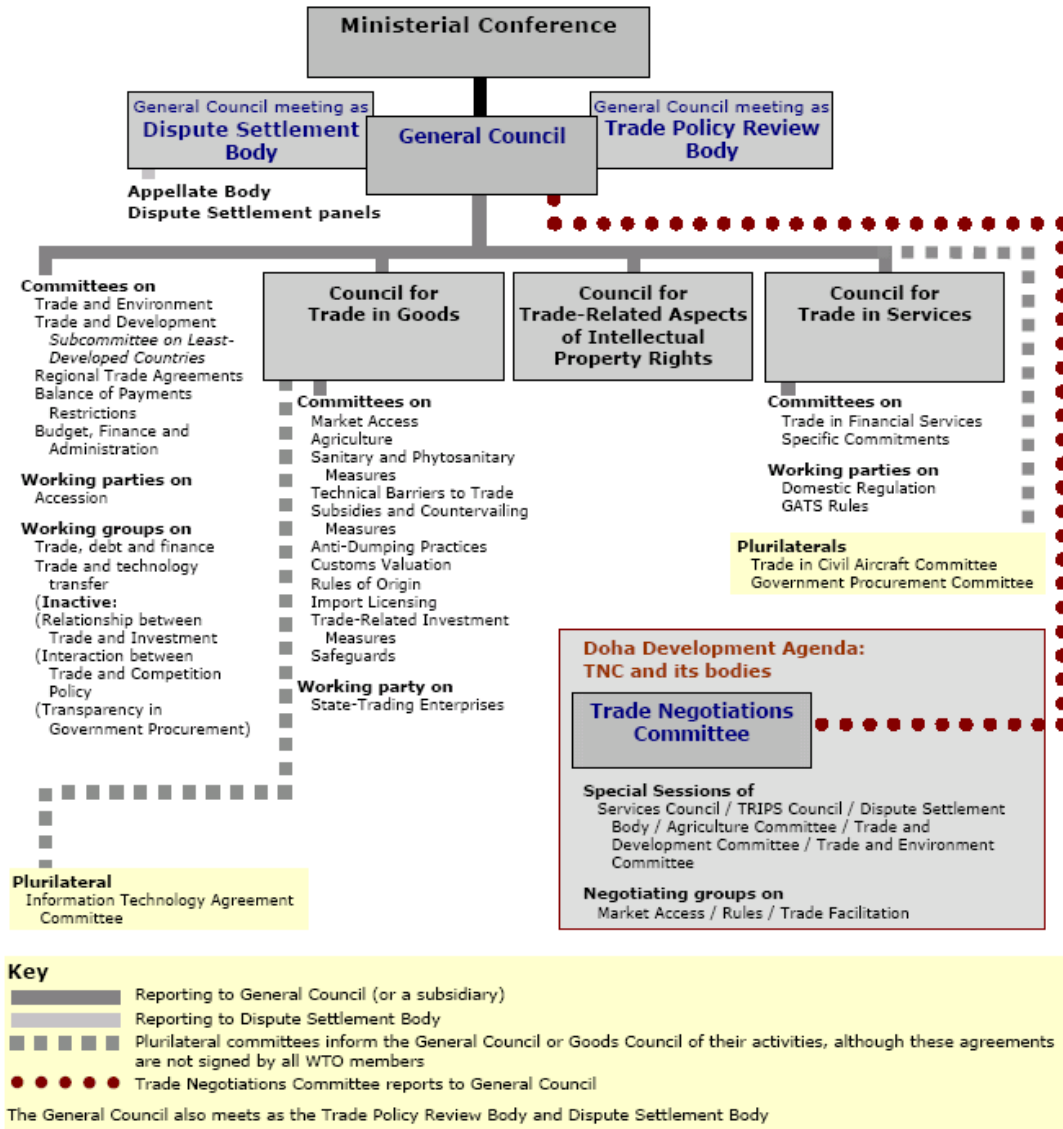 Ministerial Conference
General Council meeting as
Dispute Settlement
Body
General Council
General Council meeting as
Trade Policy Review
Body
Appellate Body
Dispute Settlement panels
Committees on
Trade and Environment
Trade and Development
Subcommittee on Least-
Developed Countries
Regional Trade Agreements
Balance of Payments
Restrictions
Budget, Finance and
Administration
Working parties on
Accession
Working groups on
Trade, debt and finance
Trade and technology
transfer
(Inactive:
(Relationship between
Trade and Investment
(Interaction between
Trade and Competition
Policy
(Transparency in
Government Procurement)
Council for
Trade in Goods
Committees on
Market Access
Agriculture
Sanitary and Phytosanitary
Measures
Technical Barriers to Trade
Subsidies and Countervailing
Measures
Anti-Dumping Practices
Customs Valuation
Rules of Origin
Import Licensing
Trade-Related Investment
Measures
Safeguards
Working party on
State-Trading Enterprises
Council for
Trade-Related Aspects
of Intellectual
Property Rights
Council for
Trade in Services
Committees on
Trade in Financial Services
Specific Commitments
Working parties on
Domestic Regulation
GATS Rules
Plurilaterals
Trade in Civil Aircraft Committee
Government Procurement Committee
Doha Development Agenda:
TNC and its bodies
Trade Negotiations
Committee
Special Sessions of
Services Council / TRIPS Council / Dispute Settlement
Body / Agriculture Committee / Trade and
Development Committee / Trade and Environment
Committee
Negotiating groups on
Market Access / Rules / Trade Facilitation
Plurilateral
Information Technology Agreement
Committee
Key
Reporting to General Council (or a subsidiary)
Reporting to Dispute Settlement Body
Plurilateral committees inform the General Council or Goods Council of their activities, although these agreements
are not signed by all WTO members
Trade Negotiations Committee reports to General Council
The General Council also meets as the Trade Policy Review Body and Dispute Settlement Body